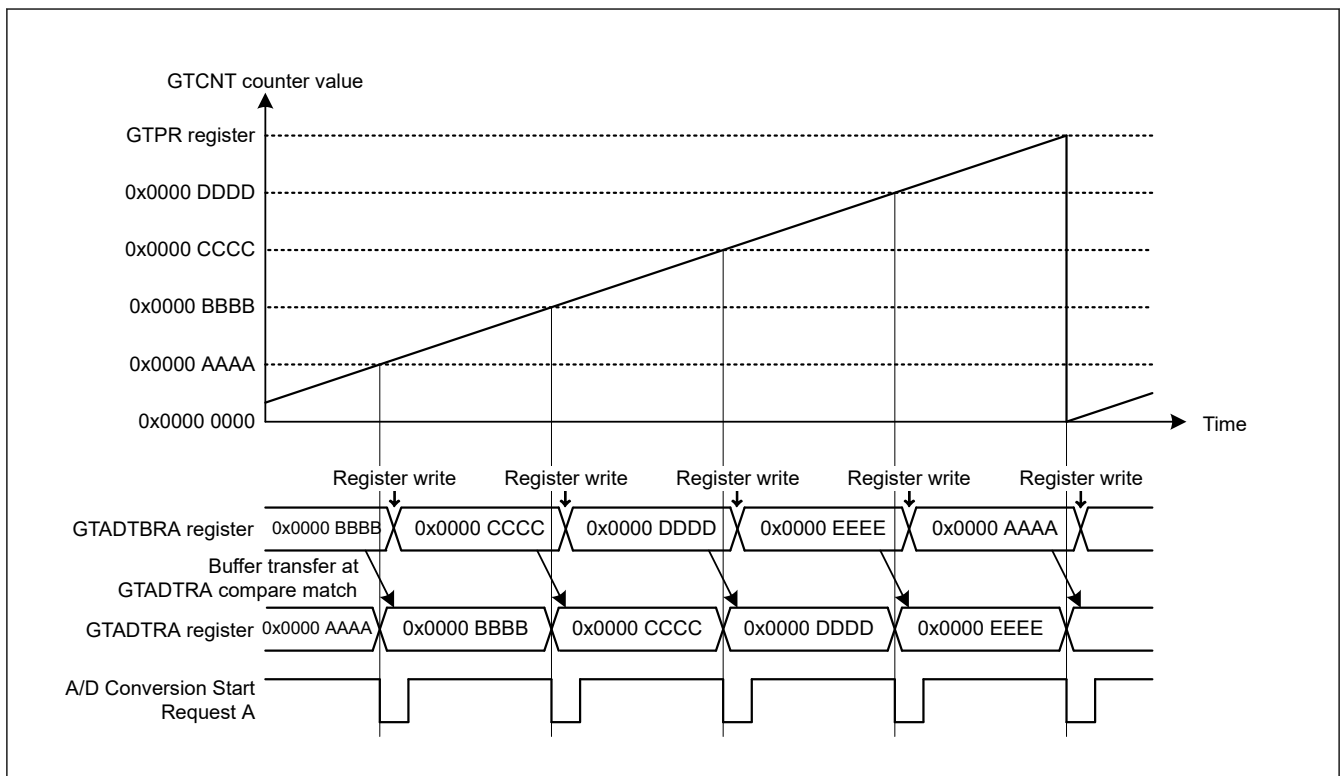 GTCNT counter value
GTPR register
0x0000 DDDD
0x0000 CCCC
0x0000 BBBB
0x0000 AAAA
0x0000 0000
Time
Register write Register write Register write Register write Register write
GTADTBRA register 0x0000 BBBB 0x0000 CCCC 0x0000 DDDD 0x0000 EEEE 0x0000 AAAA
Buffer transfer at
GTADTRA compare match
GTADTRA register 0x0000 AAAA 0x0000 BBBB 0x0000 CCCC 0x0000 DDDD 0x0000 EEEE
A/D Conversion Start
Request A